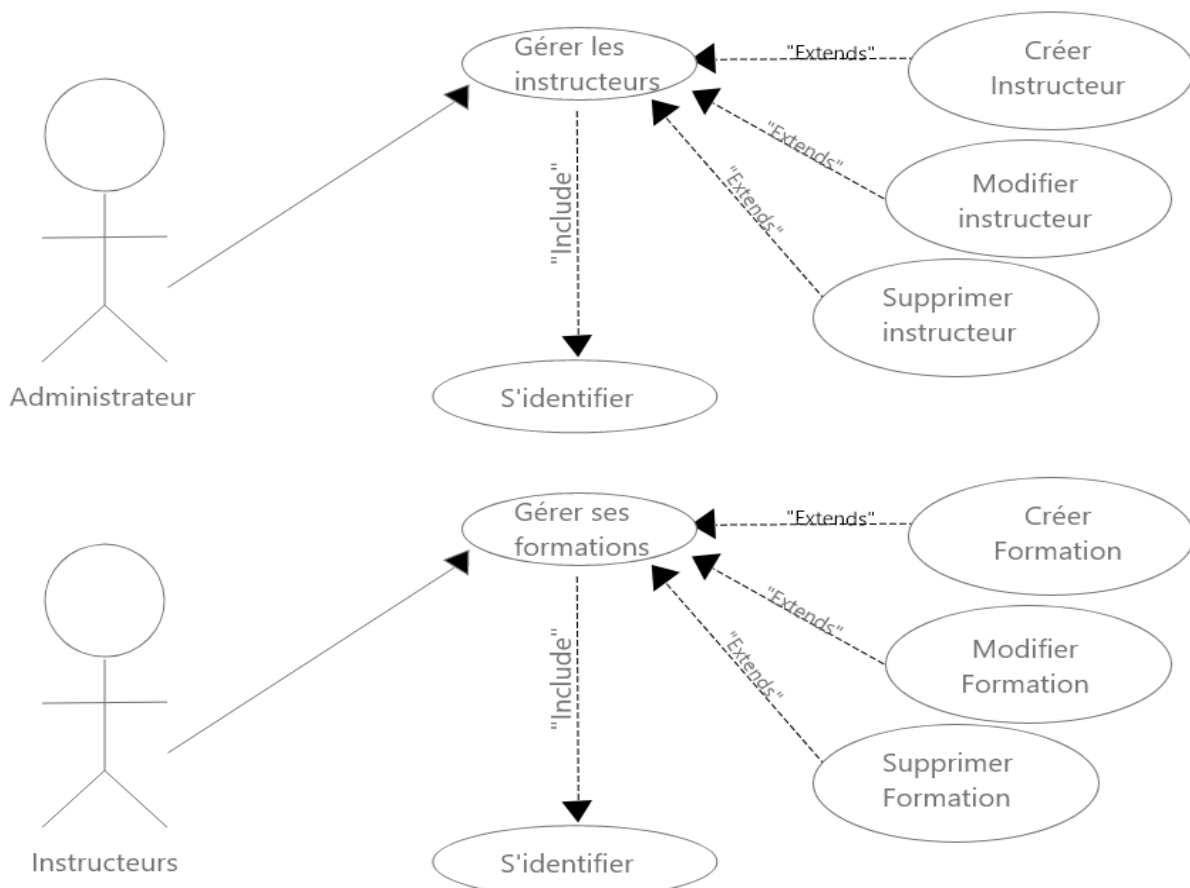 Gérer les
instructeurs
"Extends"
Créer
Instructeur
"Extends"
Modifier
instructeur
"Extends"
"Include"
Supprimer
instructeur
Administrateur
S'identifier
Gérer ses
formations
"Extends"
Créer
Formation
"Extends"
Modifier
Formation
"Extends"
"Include"
Supprimer
Formation
Instructeurs
S'identifier